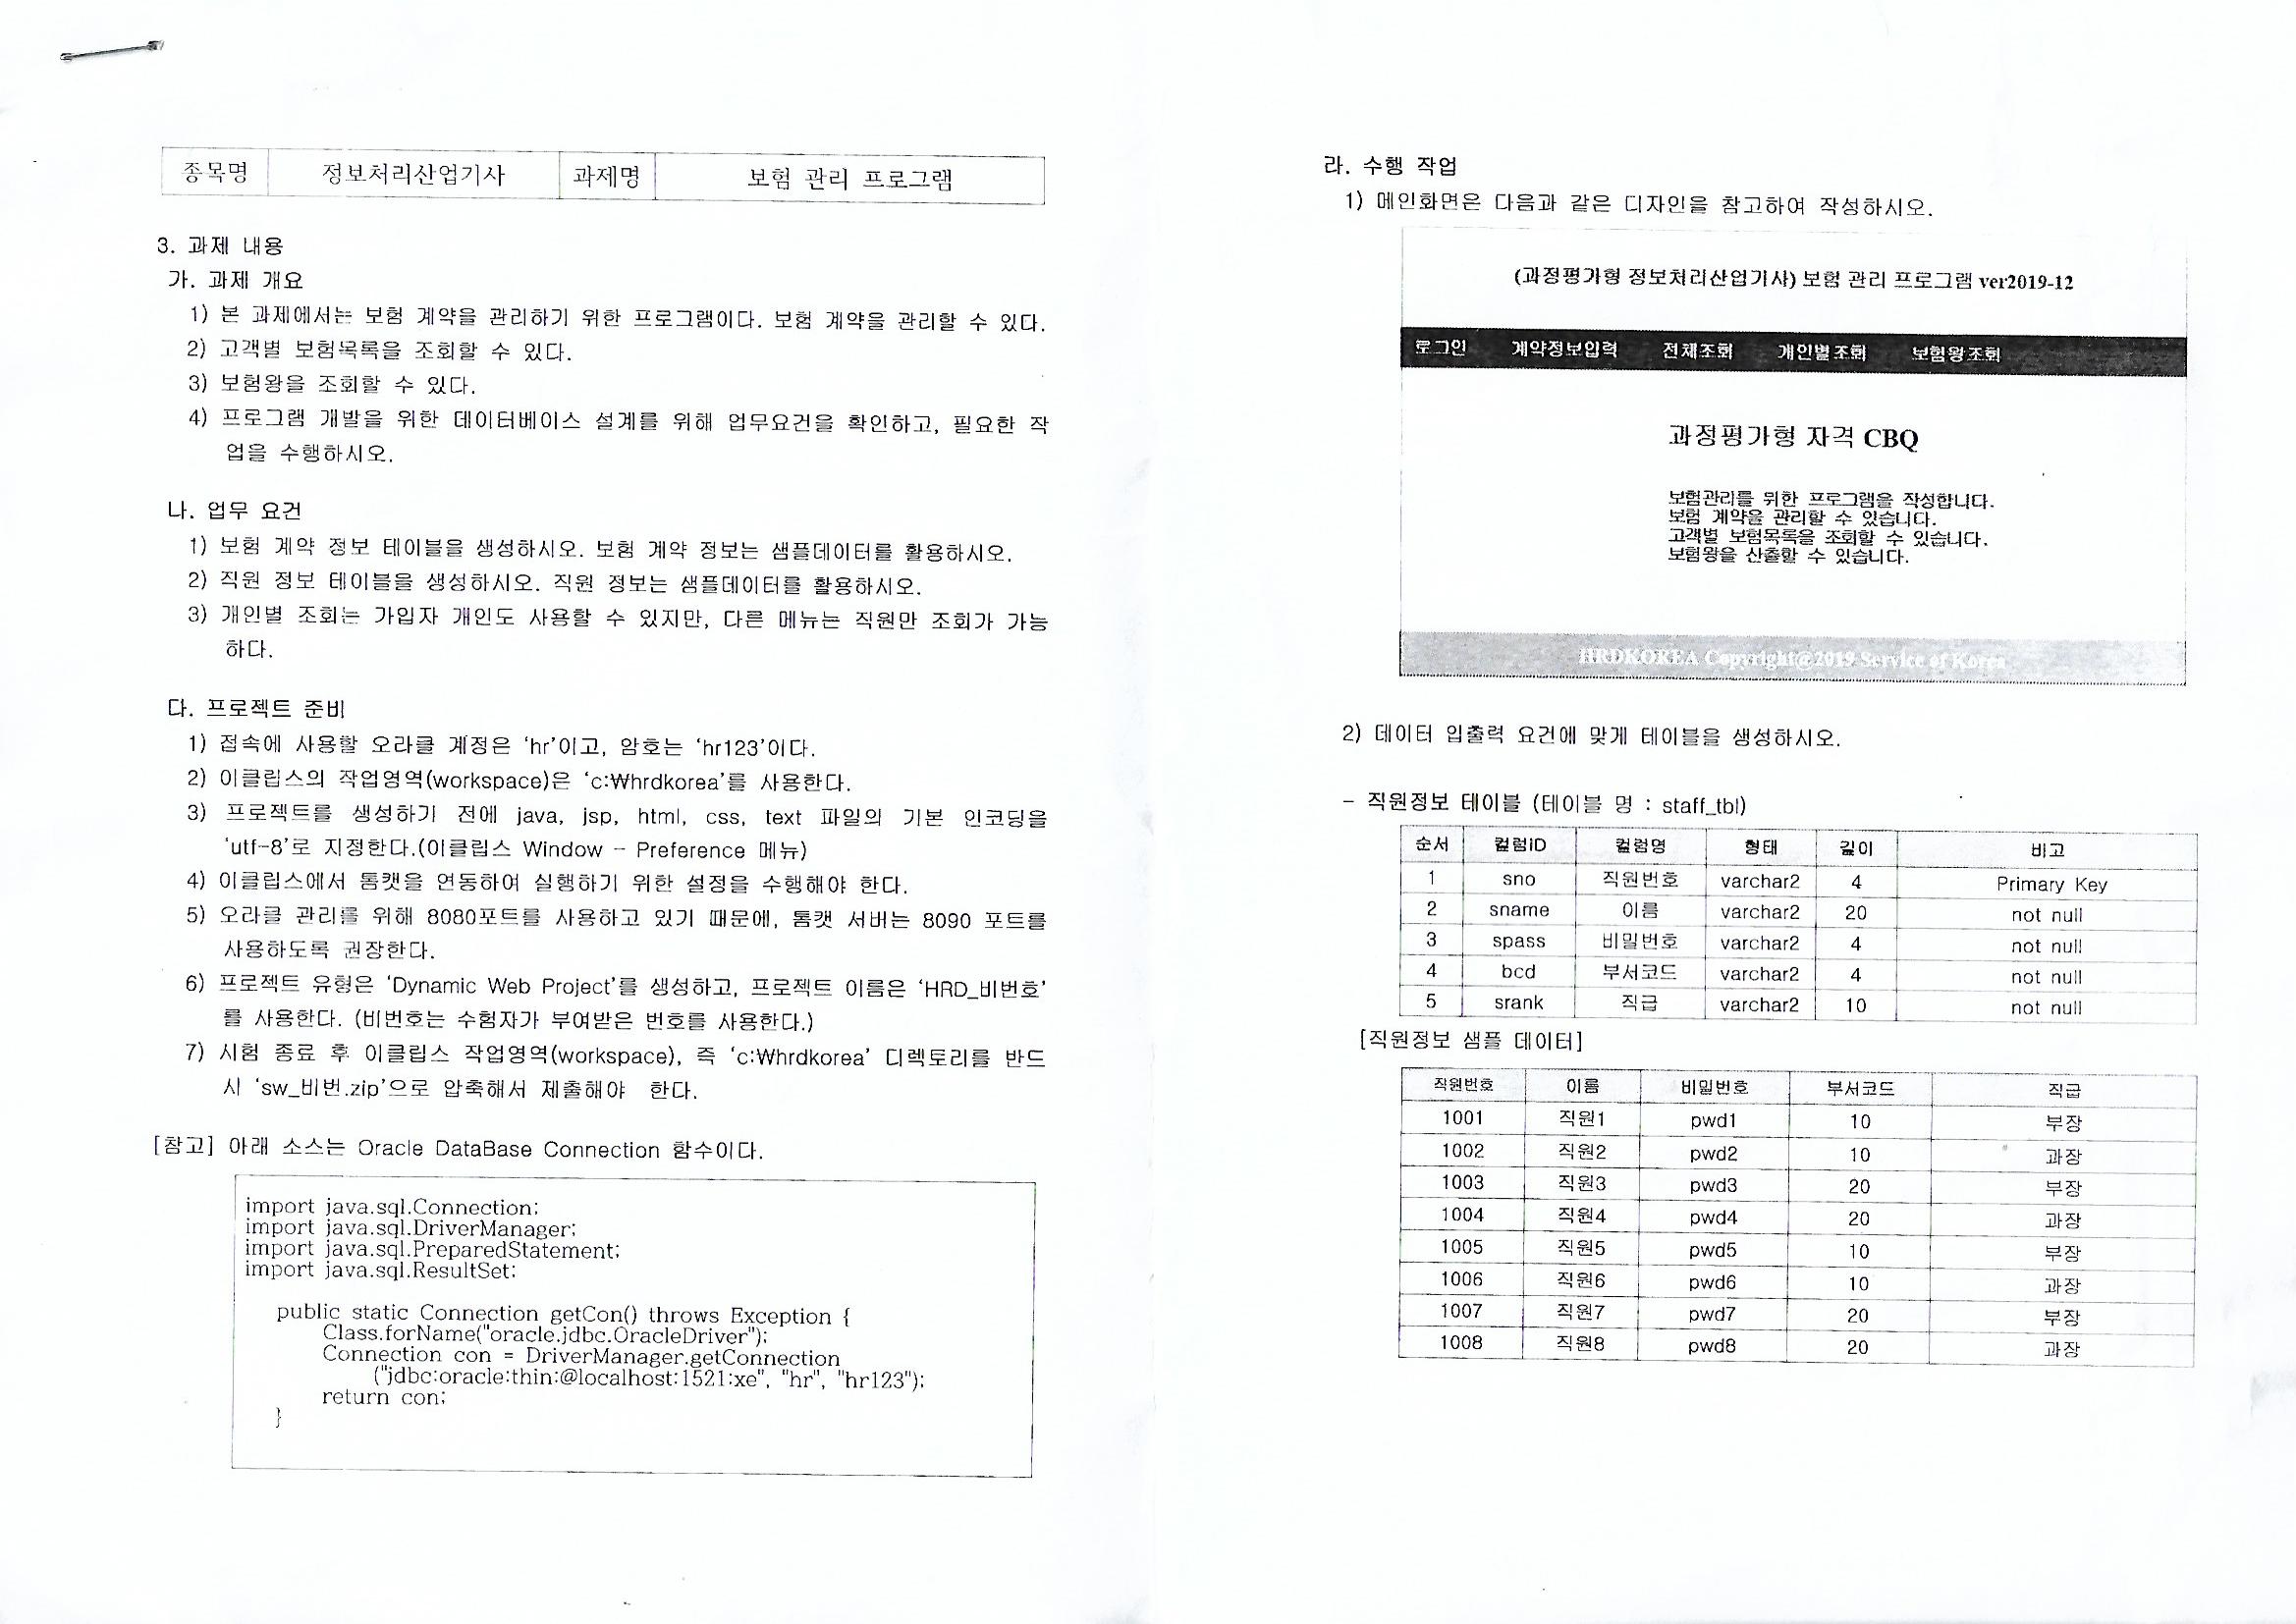 종목명 정보처리산업기사 과제명 보험 관리 프로그램
3. 과제 내용
가. 과제 개요
1) 본 과제에서는 보험 계약을 관리하기 위한 프로그램이다. 보험 계약을 관리할 수 있다.
2) 고객별 보험목록을 조회할 수 있다.
3) 보험왕을 조회할 수 있다.
4) 프로그램 개발을 위한 데이터베이스 설계를 위해 업무요건을 확인하고, 필요한 작
업을 수행하시오.
나. 업무 요건
1) 보험 계약 정보 테이블을 생성하시오. 보험 계약 정보는 샘플데이터를 활용하시오.
2) 직원 정보 테이블을 생성하시오. 직원 정보는 샘플데이터를 활용하시오.
3) 개인별 조회는 가입자 개인도 사용할 수 있지만, 다른 메뉴는 직원만 조회가 가능
하다.
다. 프로젝트 준비
1) 접속에 사용할 오라클 계정은 ‘hr’이고, 암호는 ‘hr123’이다.
2) 이클립스의 작업영역(workspace)은 ‘c:₩hrdkorea’를 사용한다.
3) 프로젝트를 생성하기 전에 java, jsp, html, css, text 파일의 기본 인코딩을
‘utf-8’로 지정한다.(이클립스 Window - Preference 메뉴)
4) 이클립스에서 톰캣을 연동하여 실행하기 위한 설정을 수행해야 한다.
5) 오라클 관리를 위해 8080포트를 사용하고 있기 때문에, 톰캣 서버는 8090 포트를
사용하도록 권장한다.
6) 프로젝트 유형은 ‘Dynamic Web Project’를 생성하고, 프로젝트 이름은 ‘HRD_비번호’
를 사용한다. (비번호는 수험자가 부여받은 번호를 사용한다.)
7) 시험 종료 후 이클립스 작업영역(workspace), 즉 ‘c:₩hrdkorea’ 디렉토리를 반드
시 ‘sw_비번.zip’으로 압축해서 제출해야 한다.
[참고] 아래 소스는 Oracle DataBase Connection 함수이다.
import java.sql.Connection;
import java.sql.DriverManager;
import java.sql.PreparedStatement;
import java.sql.ResultSet;
public static Connection getCon() throws Exception {
Class.forName("oracle.jdbc.OracleDriver");
Connection con = DriverManager.getConnection
("jdbc:oracle:thin:@localhost:1521:xe", "hr", "hr123");
return con;
}
라. 수행 작업
1) 메인화면은 다음과 같은 디자인을 참고하여 작성하시오.
(과정평가형 정보처리산업기사) 보험 관리 프로그램 ver2019-12
로그인 계약정보입력 전체조회 개인별조회 보험왕조회
과정평가형 자격 CBQ
보험관리를 위한 프로그램을 작성합니다.
보험 계약을 관리할 수 있습니다.
고객별 보험목록을 조회할 수 있습니다.
보험왕을 산출할 수 있습니다.
HRDKOREA Copyright@2019 Service of Korea
2) 데이터 입출력 요건에 맞게 테이블을 생성하시오.
- 직원정보 테이블 (테이블 명 : staff_tbl)
순서 컬럼ID 컬럼명 형태 길이 비고
1 sno 직원번호 varchar2 4 Primary Key
2 sname 이름 varchar2 20 not null
3 spass 비밀번호 varchar2 4 not null
4 bcd 부서코드 varchar2 4 not null
5 srank 직급 varchar2 10 not null
[직원정보 샘플 데이터]
직원번호 이름 비밀번호 부서코드 직급
1001 직원1 pwd1 10 부장
1002 직원2 pwd2 10 과장
1003 직원3 pwd3 20 부장
1004 직원4 pwd4 20 과장
1005 직원5 pwd5 10 부장
1006 직원6 pwd6 10 과장
1007 직원7 pwd7 20 부장
1008 직원8 pwd8 20 과장